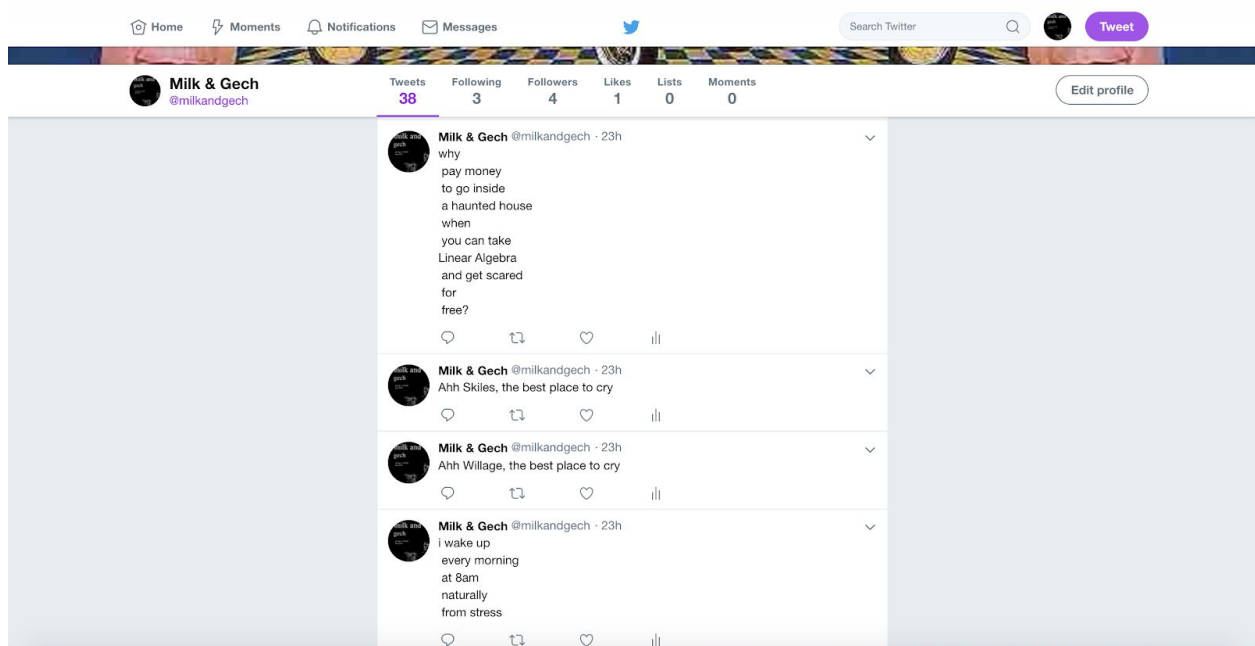 Home Moments Notifications Messages Search Twitter Tweet
Milk & Gech
@milkandgech
Tweets Following Followers Likes Lists Moments
38 3 4 1 0 0
Edit profile
Milk & Gech @milkandgech · 23h
why
pay money
to go inside
a haunted house
when
you can take
Linear Algebra
and get scared
for
free?
Milk & Gech @milkandgech · 23h
Ahh Skiles, the best place to cry
Milk & Gech @milkandgech · 23h
Ahh Willage, the best place to cry
Milk & Gech @milkandgech · 23h
i wake up
every morning
at 8am
naturally
from stress